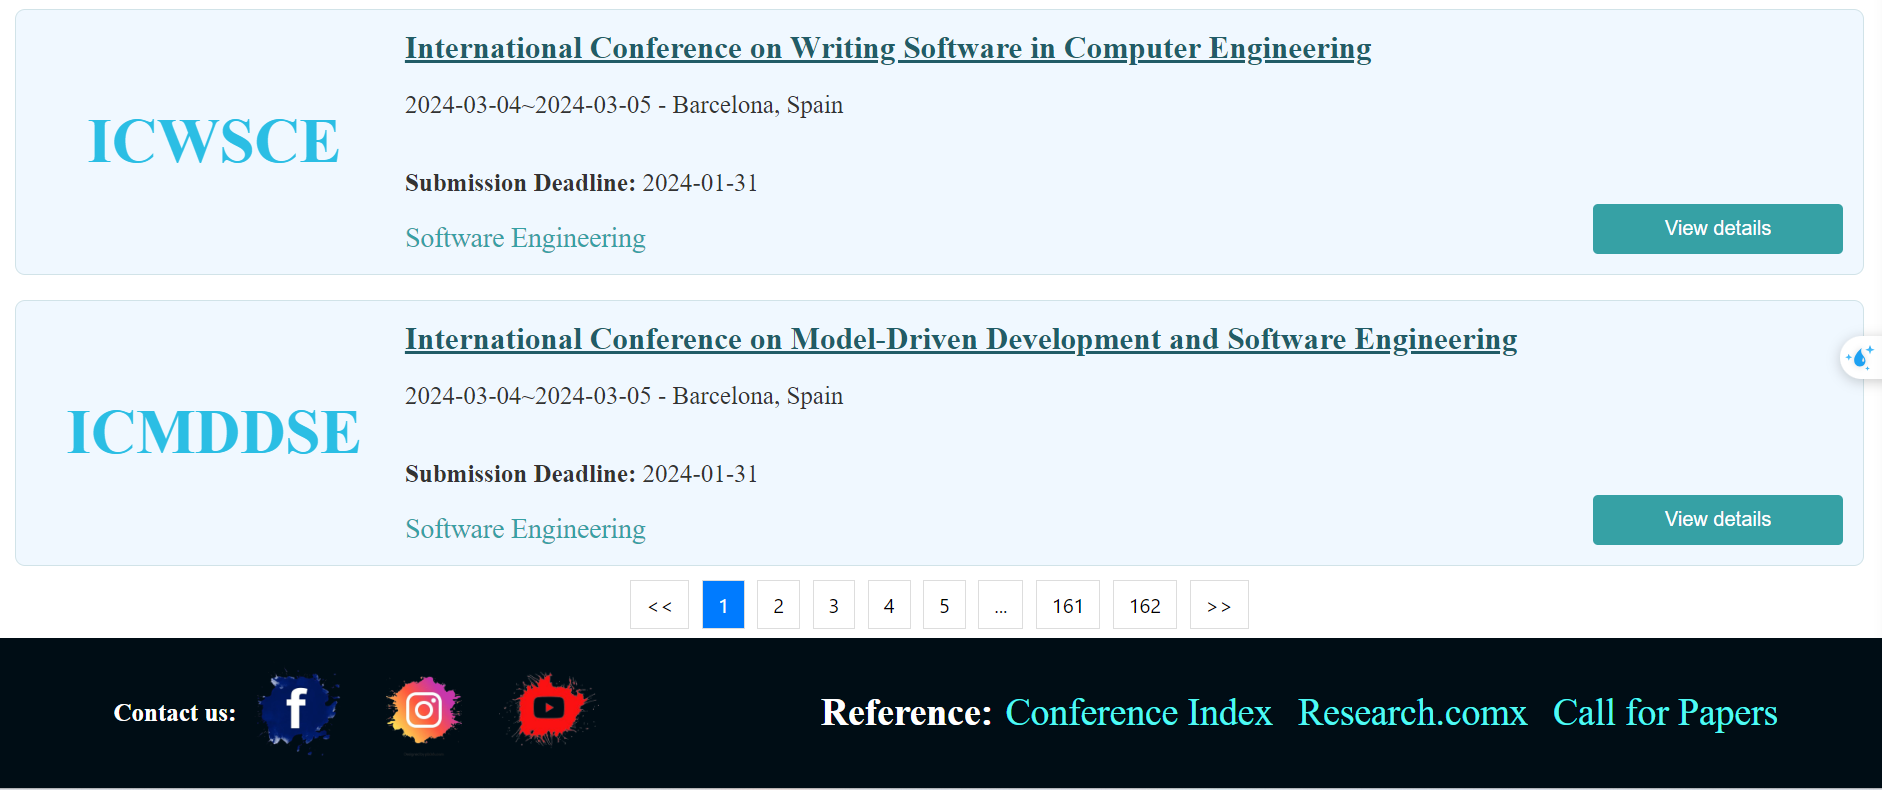 International Conference on Writing Software in Computer Engineering
2024-03-04~2024-03-05 - Barcelona, Spain
ICWSCE
Submission Deadline: 2024-01-31
Software Engineering
View details
International Conference on Model-Driven Development and Software Engineering
2024-03-04~2024-03-05 - Barcelona, Spain
ICMDDSE
Submission Deadline: 2024-01-31
Software Engineering
View details
<< 1 2 3 4 5 ... 161 162 >>
Contact us: Reference: Conference Index Research.comx Call for Papers